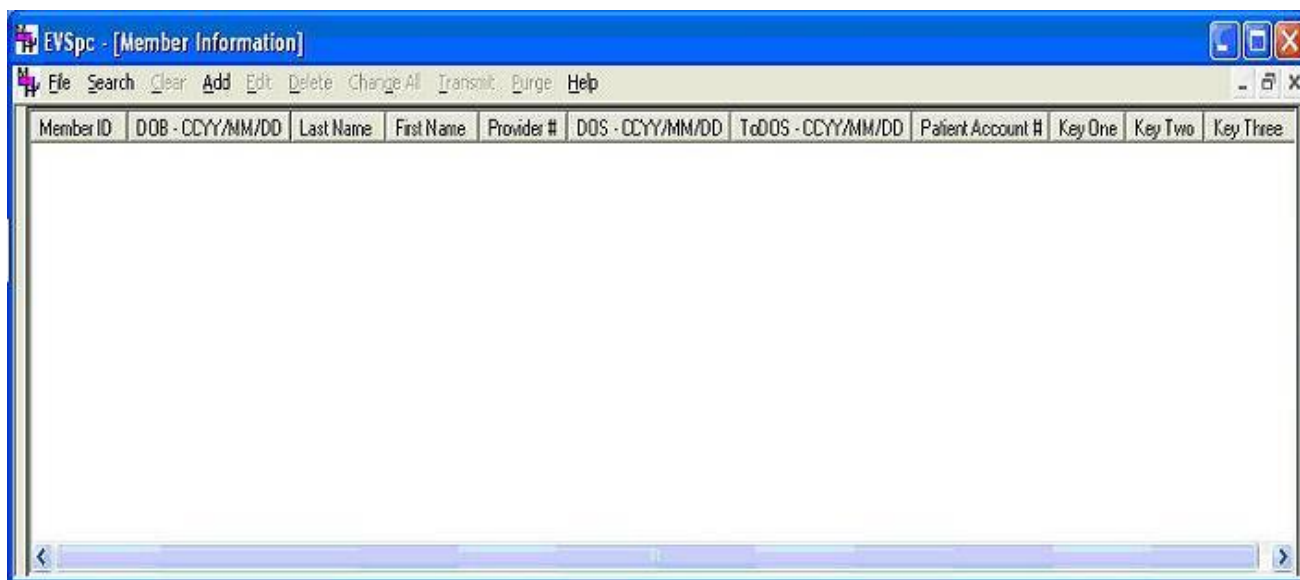 EVSpc - [Member Information]
File Search Clear Add Edit Delete Change All Transmit Purge Help
Member ID DOB - CCYY/MM/DD Last Name First Name Provider # DOS - CCYY/MM/DD ToDOS - CCYY/MM/DD Patient Account # Key One Key Two Key Three